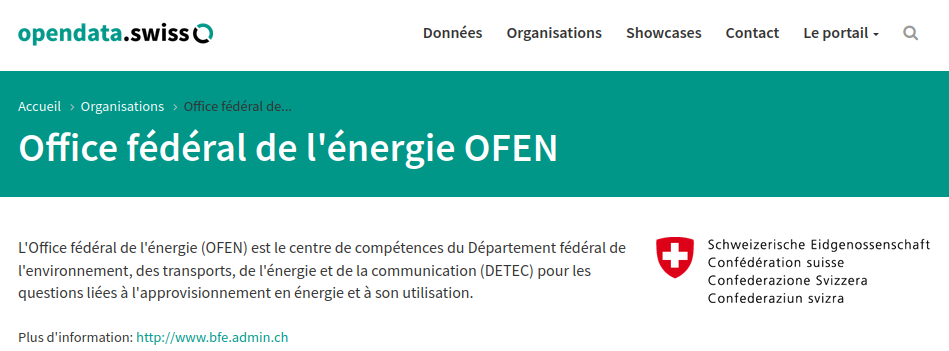 opendata.swiss
Données Organisations Showcases Contact Le portail
Accueil > Organisations > Office fédéral de...
Office fédéral de l'énergie OFEN
L'Office fédéral de l'énergie (OFEN) est le centre de compétences du Département fédéral de
l'environnement, des transports, de l'énergie et de la communication (DETEC) pour les
questions liées à l'approvisionnement en énergie et à son utilisation.
Schweizerische Eidgenossenschaft
Confédération suisse
Confederazione Svizzera
Confederaziun svizra
Plus d'information: http://www.bfe.admin.ch